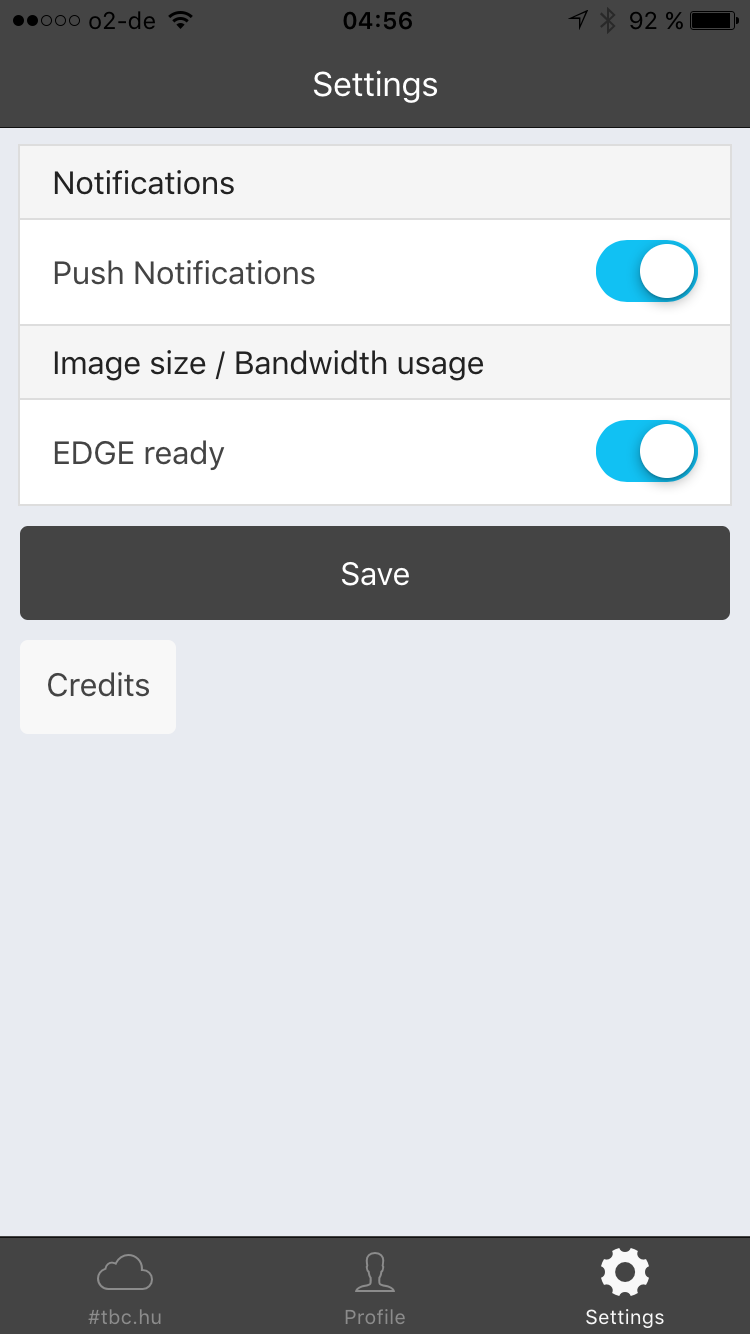 o2-de 04:56 92 %
Settings
Notifications
Push Notifications
Image size / Bandwidth usage
EDGE ready
Save
Credits
#tbc.hu Profile Settings